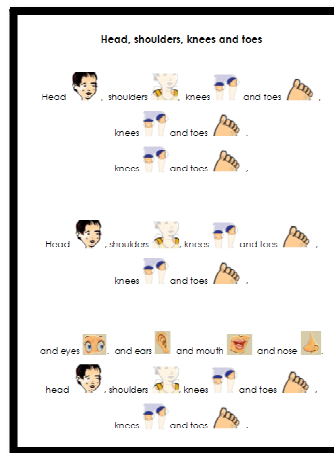 Head, shoulders, knees and toes
Head , shoulders , knees and toes ,
knees and toes .
knees and toes ,
Head , shoulders , knees and toes ,
knees and toes ,
and eyes . and ears and mouth and nose .
head , shoulders , knees and toes ,
knees and toes .